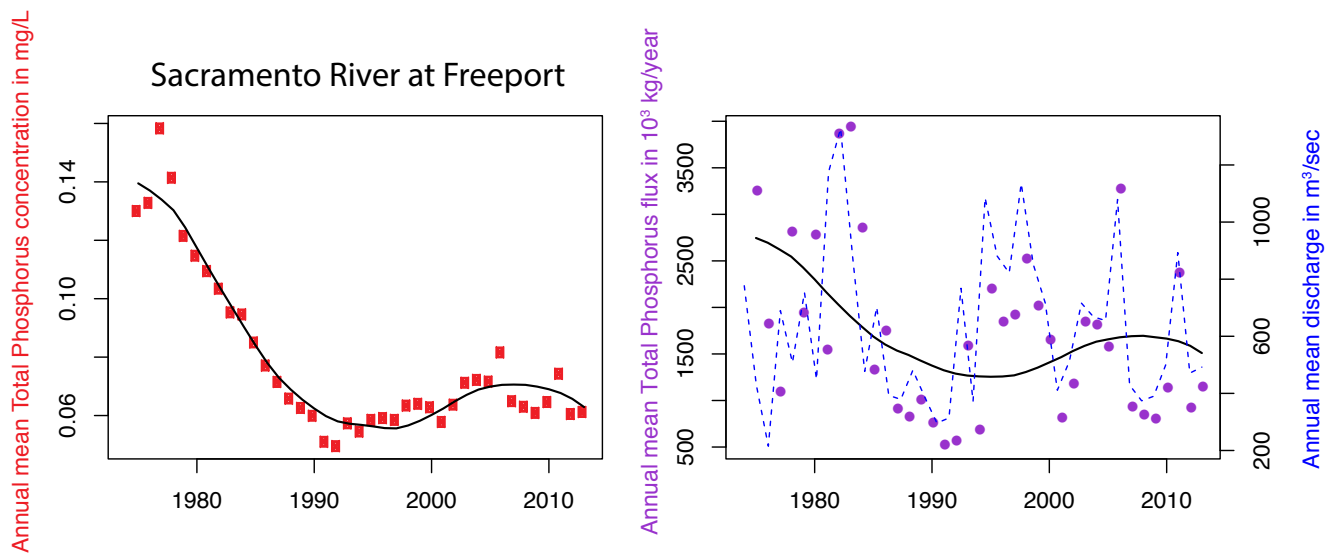 Sacramento River at Freeport
Annual mean Total Phosphorus concentration in mg/L
0.14
0.10
0.06
1980 1990 2000 2010
Annual mean Total Phosphorus flux in 10³ kg/year
3500
2500
1500
500
1980 1990 2000 2010
1000
600
200
Annual mean discharge in m³/sec